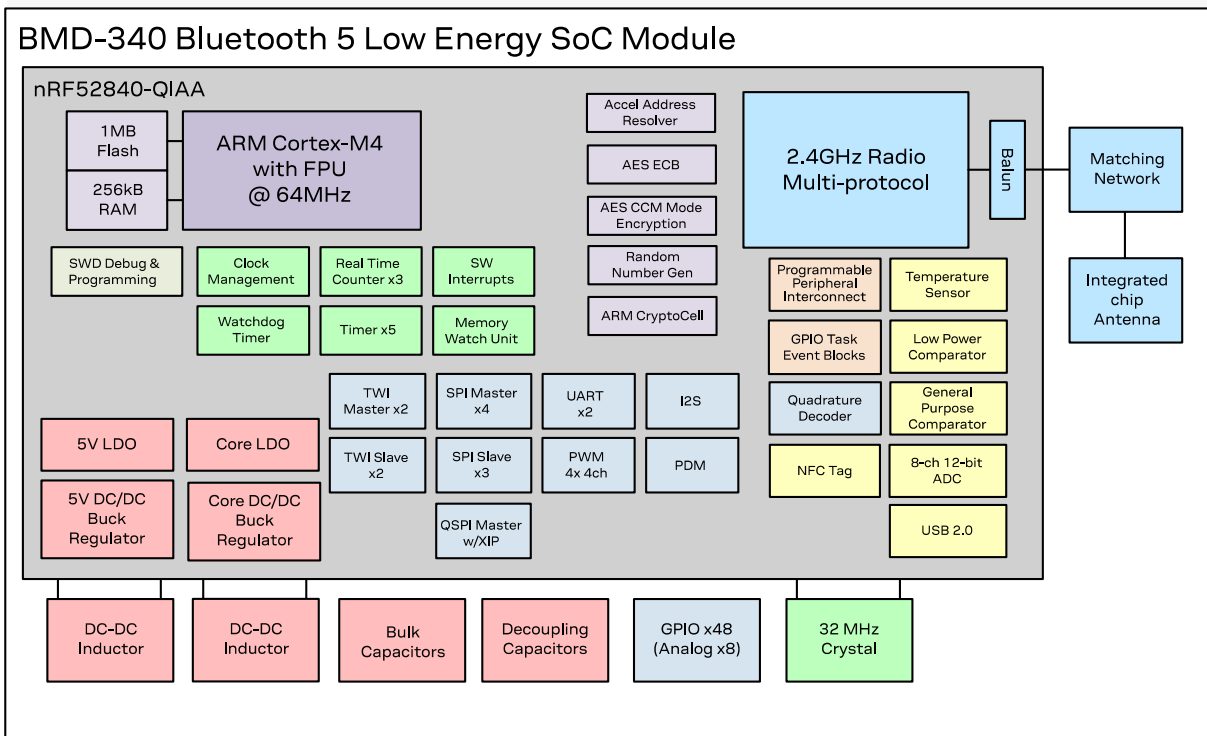 BMD-340 Bluetooth 5 Low Energy SoC Module
nRF52840-QIAA
1MB
Flash
256kB
RAM
ARM Cortex-M4
with FPU
@ 64MHz
Accel Address
Resolver
AES ECB
AES CCM Mode
Encryption
Random
Number Gen
ARM CryptoCell
2.4GHz Radio
Multi-protocol
Balun
Matching
Network
Integrated
chip
Antenna
SWD Debug &
Programming
Clock
Management
Real Time
Counter x3
SW
Interrupts
Watchdog
Timer
Timer x5
Memory
Watch Unit
Programmable
Peripheral
Interconnect
Temperature
Sensor
GPIO Task
Event Blocks
Low Power
Comparator
Quadrature
Decoder
General
Purpose
Comparator
NFC Tag
8-ch 12-bit
ADC
USB 2.0
TWI
Master x2
SPI Master
x4
UART
x2
I2S
TWI Slave
x2
SPI Slave
x3
PWM
4x 4ch
PDM
QSPI Master
w/XIP
5V LDO
Core LDO
5V DC/DC
Buck
Regulator
Core DC/DC
Buck
Regulator
DC-DC
Inductor
DC-DC
Inductor
Bulk
Capacitors
Decoupling
Capacitors
GPIO x48
(Analog x8)
32 MHz
Crystal